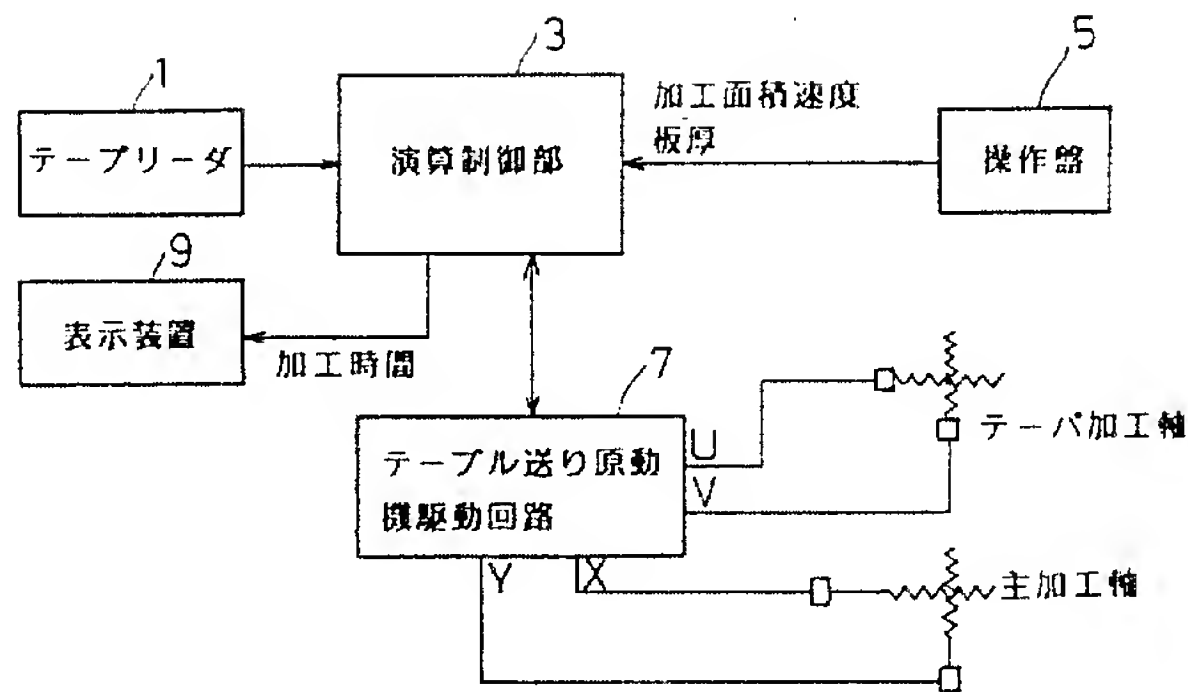 3
5
1
加工面積速度
板厚
テープリーダ
演算制御部
操作盤
9
表示装置
加工時間
7
テーブル送り原動
機駆動回路
U
V
テーパ加工軸
Y
X
主加工軸